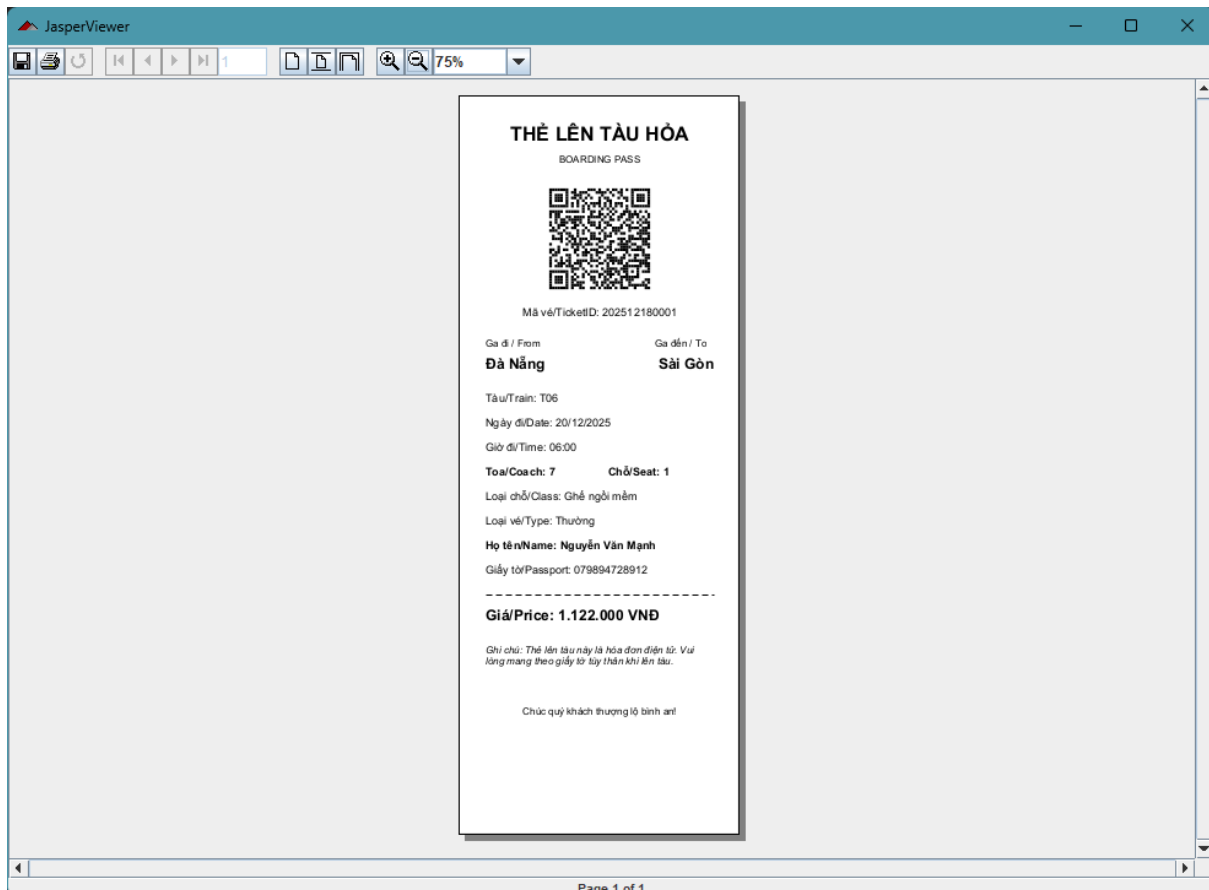 JasperViewer
1
75%
THẺ LÊN TÀU HỎA
BOARDING PASS
Mã vé/TicketID: 202512180001
Ga đi / From Ga đến / To
Đà Nẵng Sài Gòn
Tàu/Train: T06
Ngày đi/Date: 20/12/2025
Giờ đi/Time: 06:00
Toa/Coach: 7 Chỗ/Seat: 1
Loại chỗ/Class: Ghế ngồi mềm
Loại vé/Type: Thường
Họ tên/Name: Nguyễn Văn Mạnh
Giấy tờ/Passport: 079894728912
Giá/Price: 1.122.000 VNĐ
Ghi chú: Thẻ lên tàu này là hóa đơn điện tử. Vui
lòng mang theo giấy tờ tùy thân khi lên tàu.
Chúc quý khách thượng lộ bình an!
Page 1 of 1